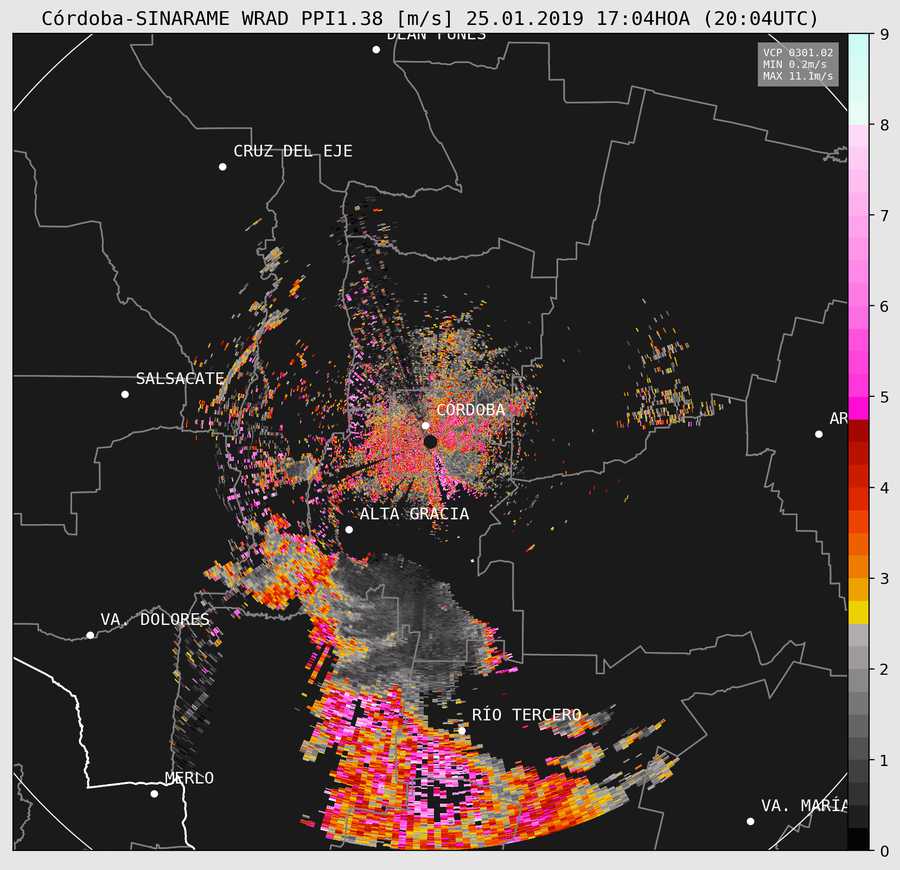 Córdoba-SINARAME WRAD PPI1.38 [m/s] 25.01.2019 17:04HOA (20:04UTC)
DEAN FUNES
VCP 0301.02
MIN 0.2m/s
MAX 11.1m/s
9
8
CRUZ DEL EJE
7
6
SALSACATE
5
CÓRDOBA
AR
4
ALTA GRACIA
3
VA. DOLORES
2
RÍO TERCERO
1
MERLO
VA. MARÍA
0